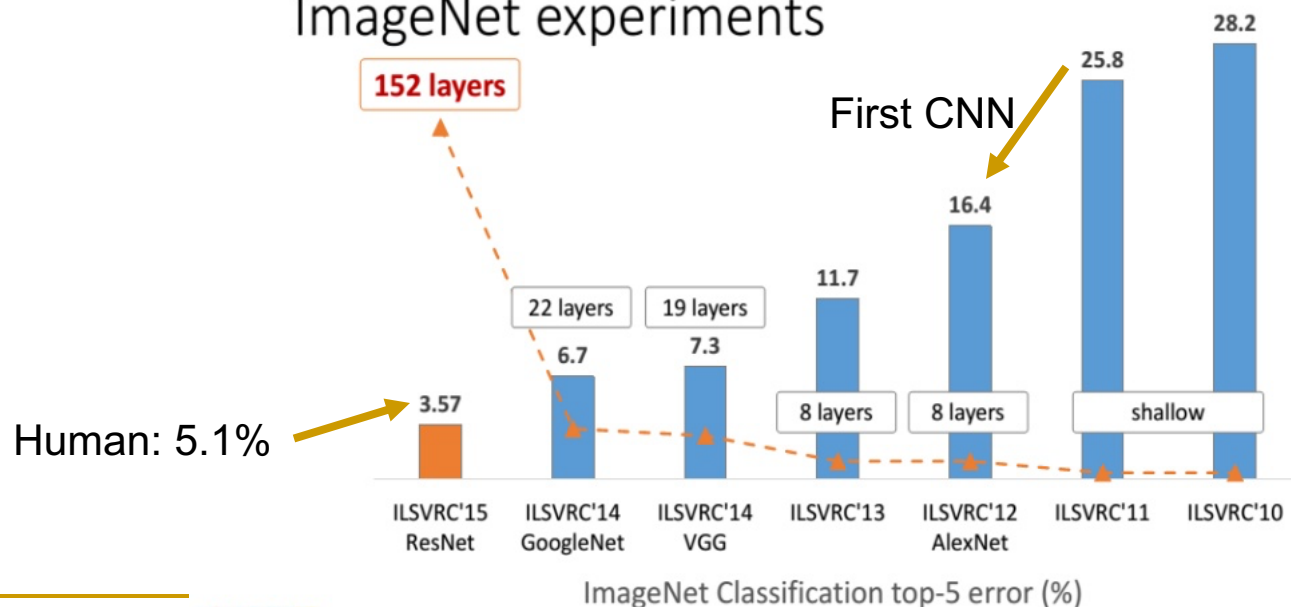 ImageNet experiments
28.2
25.8
152 layers
First CNN
16.4
11.7
22 layers
19 layers
6.7
7.3
3.57
8 layers
8 layers
shallow
Human: 5.1%
ILSVRC'15
ResNet
ILSVRC'14
GoogleNet
ILSVRC'14
VGG
ILSVRC'13
ILSVRC'12
AlexNet
ILSVRC'11
ILSVRC'10
ImageNet Classification top-5 error (%)